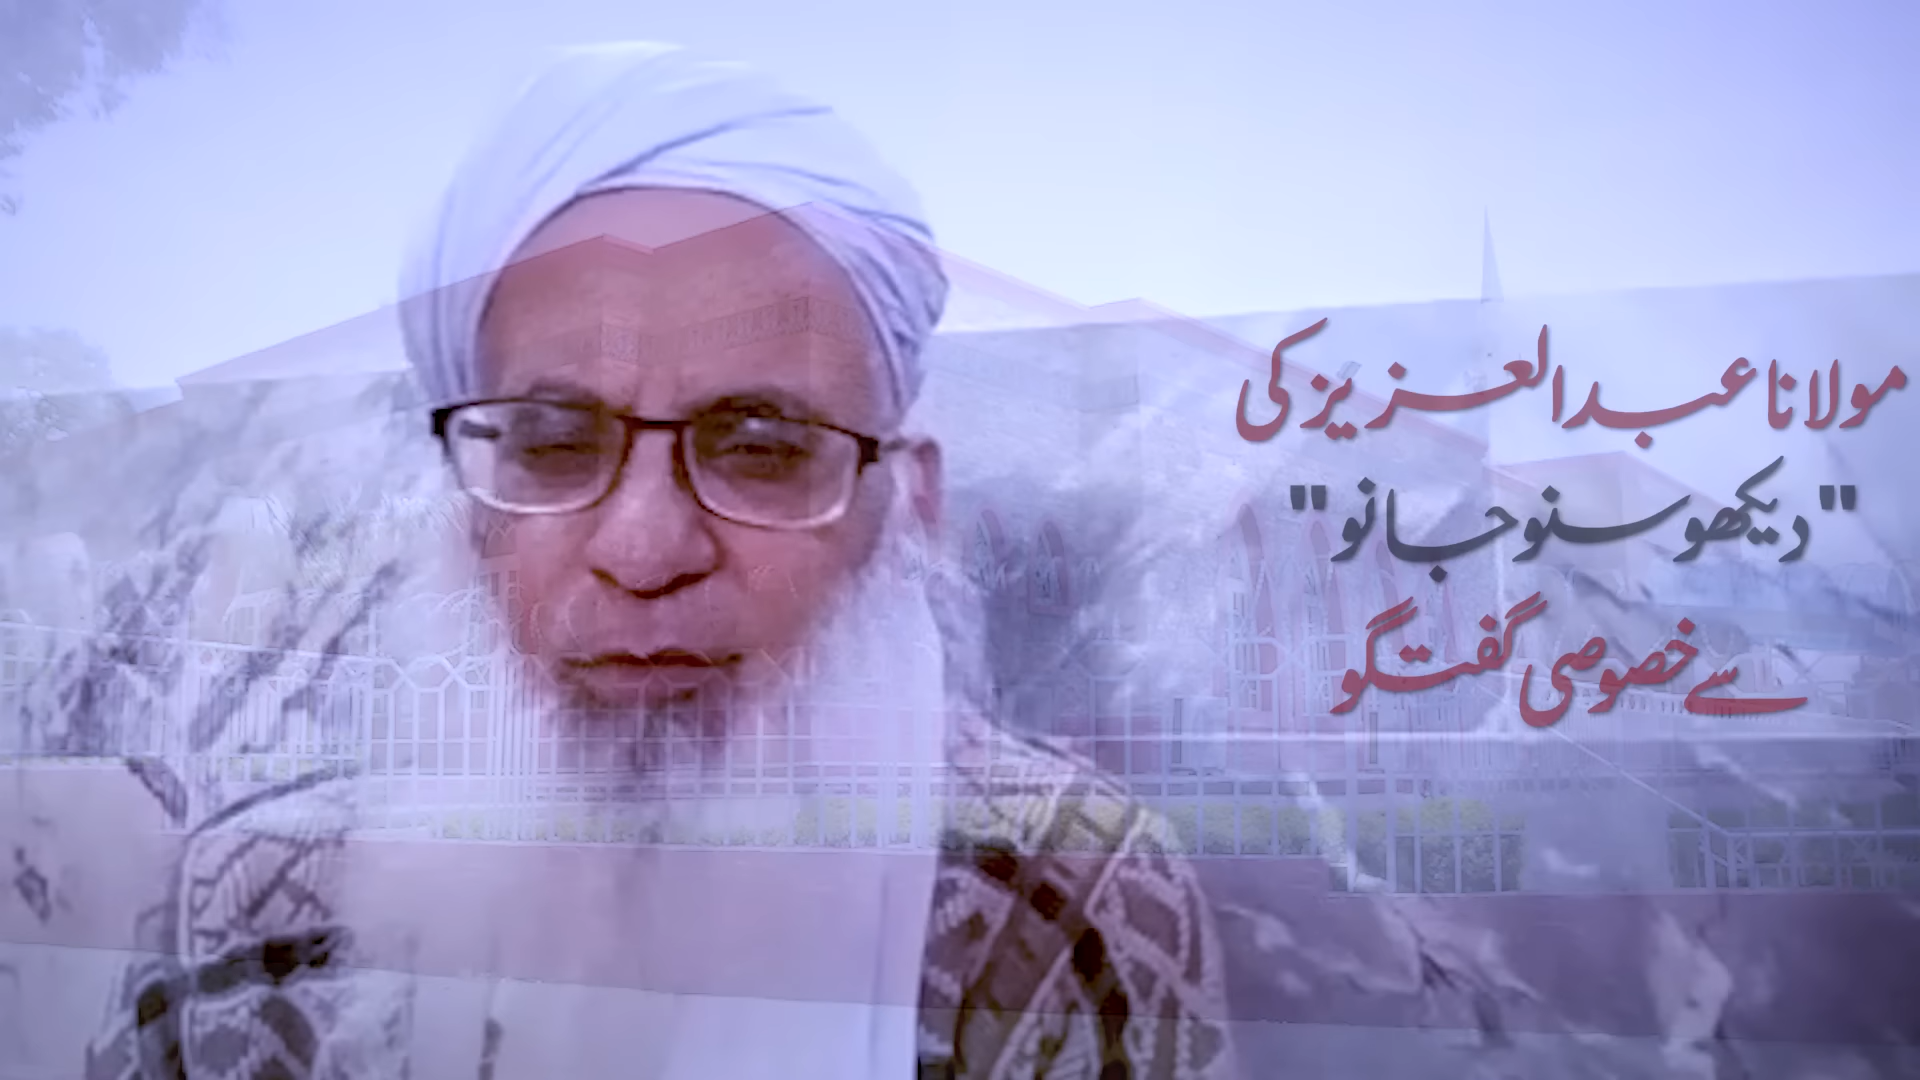 مولانا عبدالعزیز کی
"دیکھو سنو جانو"
سے خصوصی گفتگو